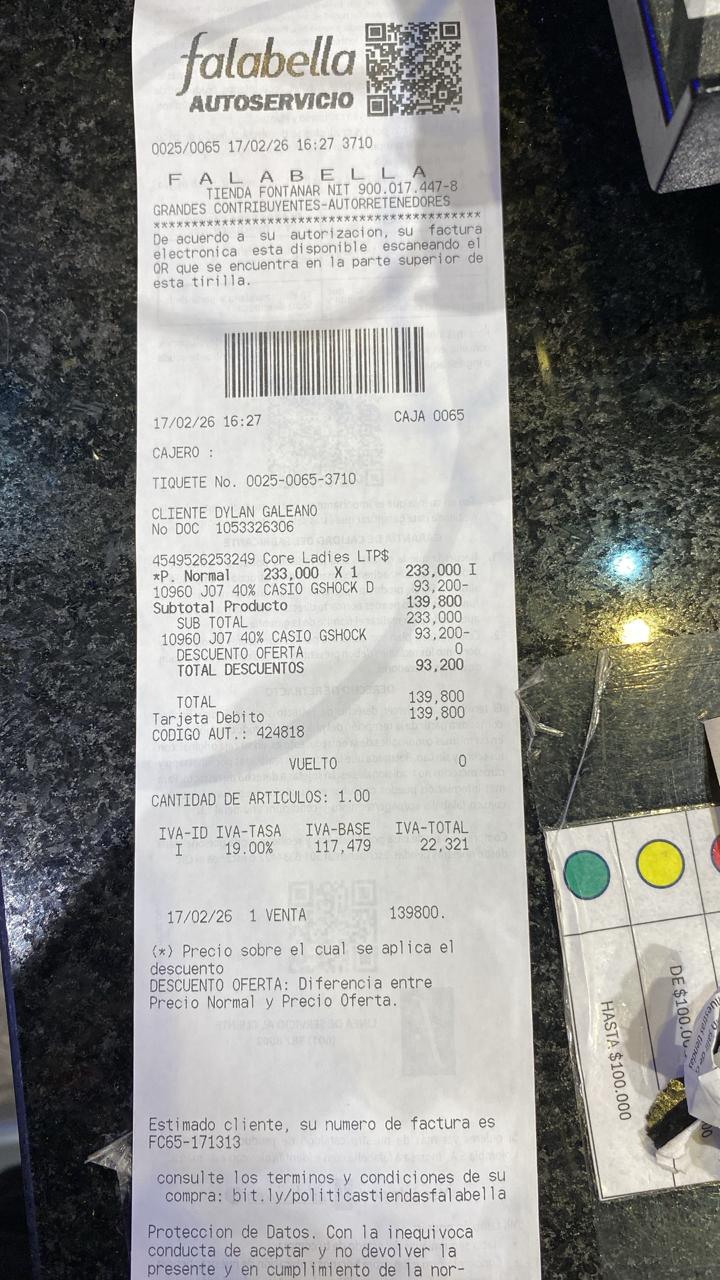 falabella
AUTOSERVICIO
0025/0065 17/02/26 16:27 3710
F A L A B E L L A
TIENDA FONTANAR NIT 900.017.447-8
GRANDES CONTRIBUYENTES-AUTORRETENEDORES
******************************************
De acuerdo a su autorizacion, su factura
electronica esta disponible escaneando el
QR que se encuentra en la parte superior de
esta tirilla.
17/02/26 16:27 CAJA 0065
CAJERO :
TIQUETE No. 0025-0065-3710
CLIENTE DYLAN GALEANO
No DOC 1053326306
4549526253249 Core Ladies LTP$
*P. Normal 233,000 X 1 233,000 I
10960 J07 40% CASIO GSHOCK D 93,200-
Subtotal Producto 139,800
SUB TOTAL 233,000
10960 J07 40% CASIO GSHOCK 93,200-
DESCUENTO OFERTA 0
TOTAL DESCUENTOS 93,200
TOTAL 139,800
Tarjeta Debito 139,800
CODIGO AUT.: 424818
VUELTO 0
CANTIDAD DE ARTICULOS: 1.00
IVA-ID IVA-TASA IVA-BASE IVA-TOTAL
I 19.00% 117,479 22,321
17/02/26 1 VENTA 139800.
(*) Precio sobre el cual se aplica el
descuento
DESCUENTO OFERTA: Diferencia entre
Precio Normal y Precio Oferta.
Estimado cliente, su numero de factura es
FC65-171313
consulte los terminos y condiciones de su
compra: bit.ly/politicastiendasfalabella
Proteccion de Datos. Con la inequivoca
conducta de aceptar y no devolver la
presente y en cumplimiento de la nor-
HASTA $100.000
DE